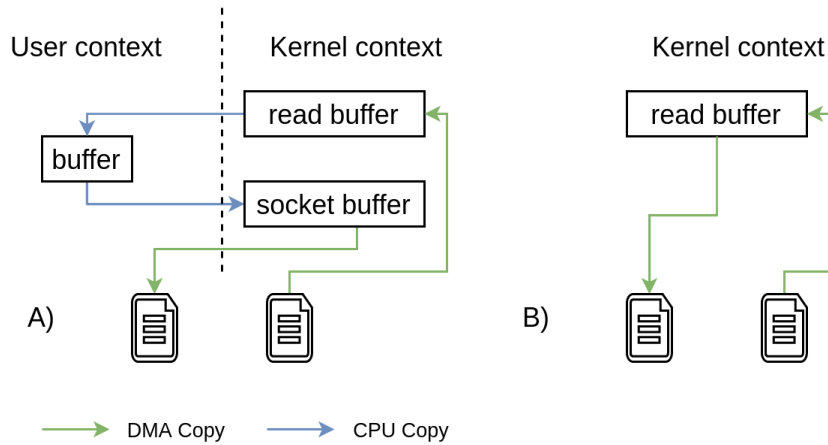 User context
Kernel context
Kernel context
read buffer
read buffer
buffer
socket buffer
A)
B)
DMA Copy
CPU Copy